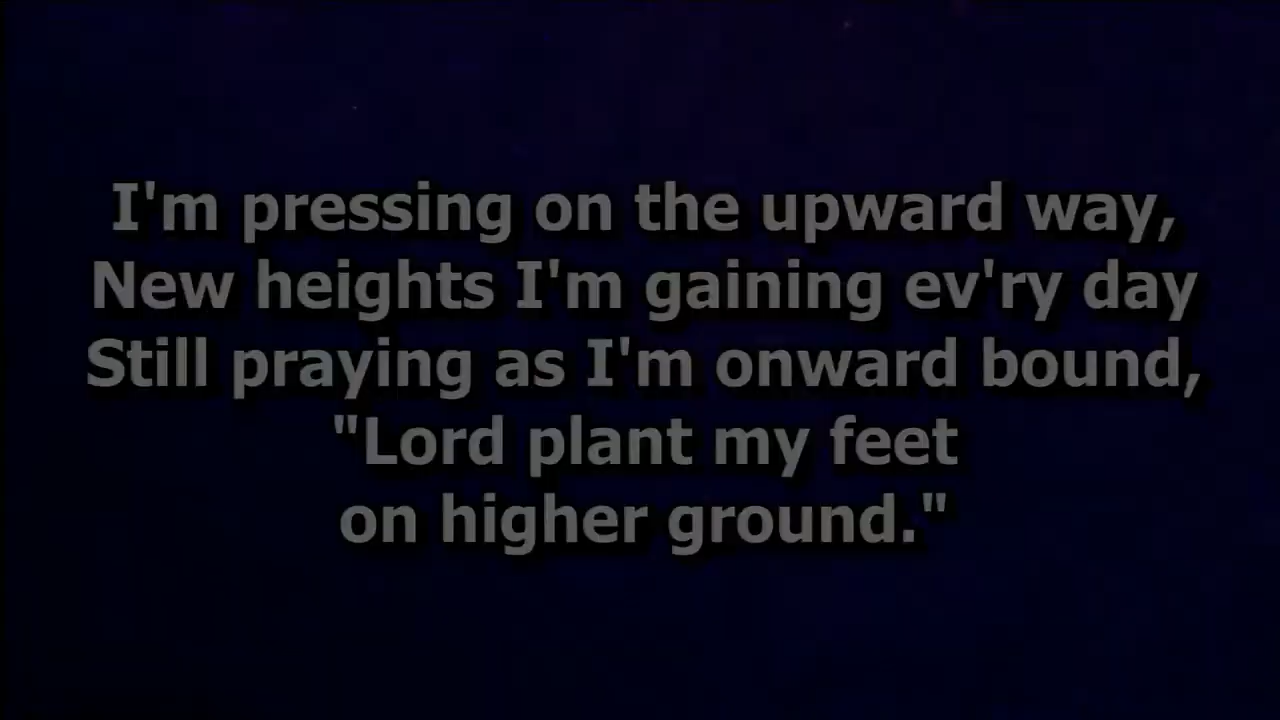 I'm pressing on the upward way,
New heights I'm gaining ev'ry day
Still praying as I'm onward bound,
"Lord plant my feet
on higher ground."